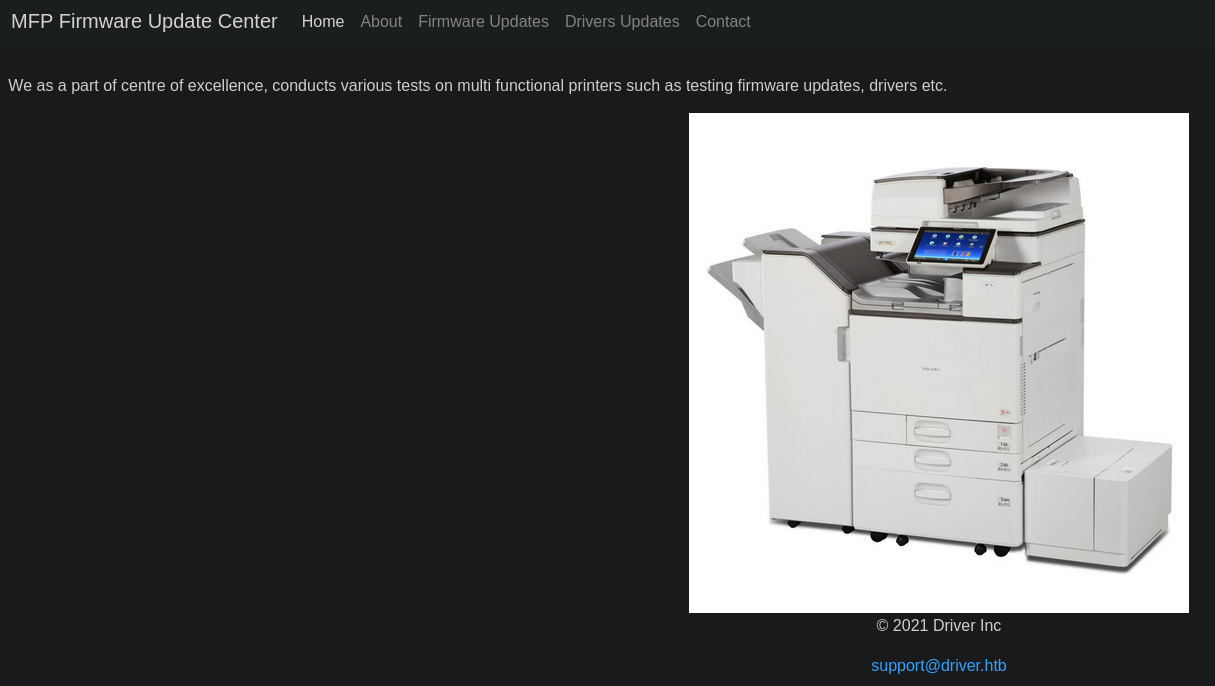 MFP Firmware Update Center Home About Firmware Updates Drivers Updates Contact
We as a part of centre of excellence, conducts various tests on multi functional printers such as testing firmware updates, drivers etc.
© 2021 Driver Inc
support@driver.htb